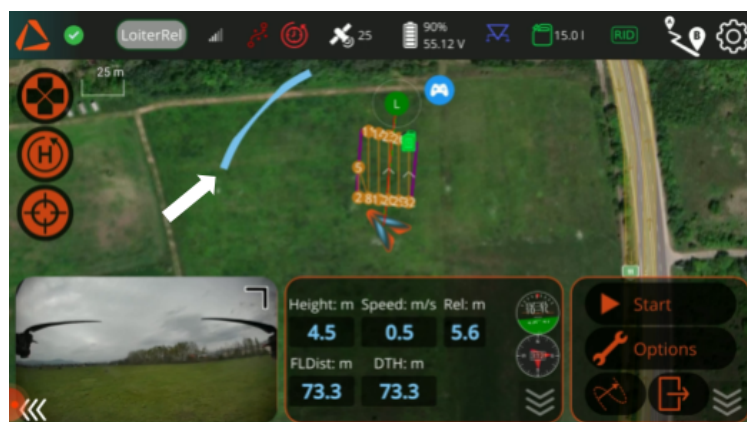 LoiterRel
25
90%
55.12 V
15.0 l
RID
A
B
25 m
L
H
S
H
Height: m Speed: m/s Rel: m
4.5 0.5 5.6
FLDist: m DTH: m
73.3 73.3
Start
Options